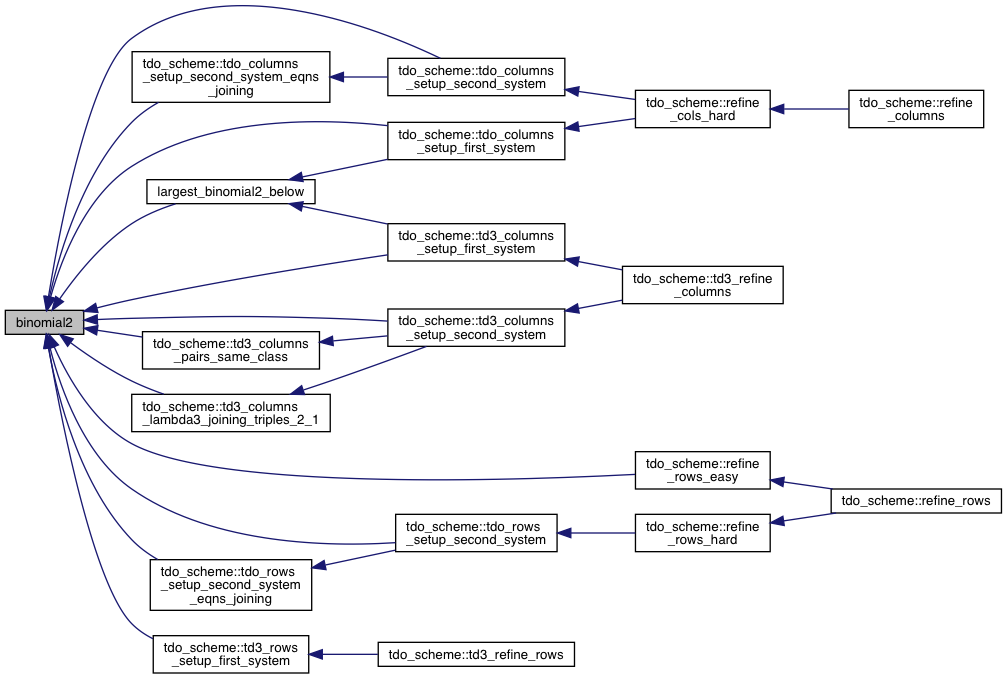 tdo_scheme::tdo_columns
_setup_second_system_eqns
_joining
tdo_scheme::tdo_columns
_setup_second_system
tdo_scheme::refine
_cols_hard
tdo_scheme::refine
_columns
tdo_scheme::tdo_columns
_setup_first_system
largest_binomial2_below
tdo_scheme::td3_columns
_setup_first_system
tdo_scheme::td3_refine
_columns
binomial2
tdo_scheme::td3_columns
_setup_second_system
tdo_scheme::td3_columns
_pairs_same_class
tdo_scheme::td3_columns
_lambda3_joining_triples_2_1
tdo_scheme::refine
_rows_easy
tdo_scheme::refine_rows
tdo_scheme::tdo_rows
_setup_second_system
tdo_scheme::refine
_rows_hard
tdo_scheme::tdo_rows
_setup_second_system
_eqns_joining
tdo_scheme::td3_rows
_setup_first_system
tdo_scheme::td3_refine_rows